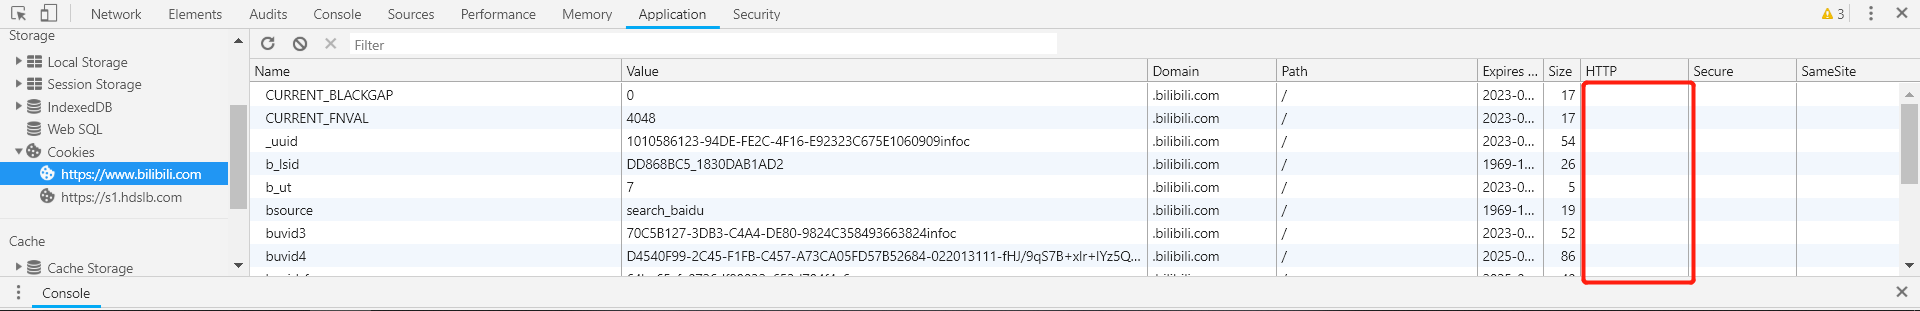 Network Elements Audits Console Sources Performance Memory Application Security 3
Storage
Local Storage
Session Storage
IndexedDB
Web SQL
Cookies
https://www.bilibili.com
https://s1.hdslb.com
Cache
Cache Storage
Filter
Name Value Domain Path Expires ... Size HTTP Secure SameSite
CURRENT_BLACKGAP 0 .bilibili.com / 2023-0... 17
CURRENT_FNVAL 4048 .bilibili.com / 2023-0... 17
_uuid 1010586123-94DE-FE2C-4F16-E92323C675E1060909infoc .bilibili.com / 2023-0... 54
b_lsid DD868BC5_1830DAB1AD2 .bilibili.com / 1969-1... 26
b_ut 7 .bilibili.com / 2023-0... 5
bsource search_baidu .bilibili.com / 1969-1... 19
buvid3 70C5B127-3DB3-C4A4-DE80-9824C358493663824infoc .bilibili.com / 2023-0... 52
buvid4 D4540F99-2C45-F1FB-C457-A73CA05FD57B52684-022013111-fHJ/9qS7B+xIr+IYz5Q... .bilibili.com / 2025-0... 86
Console